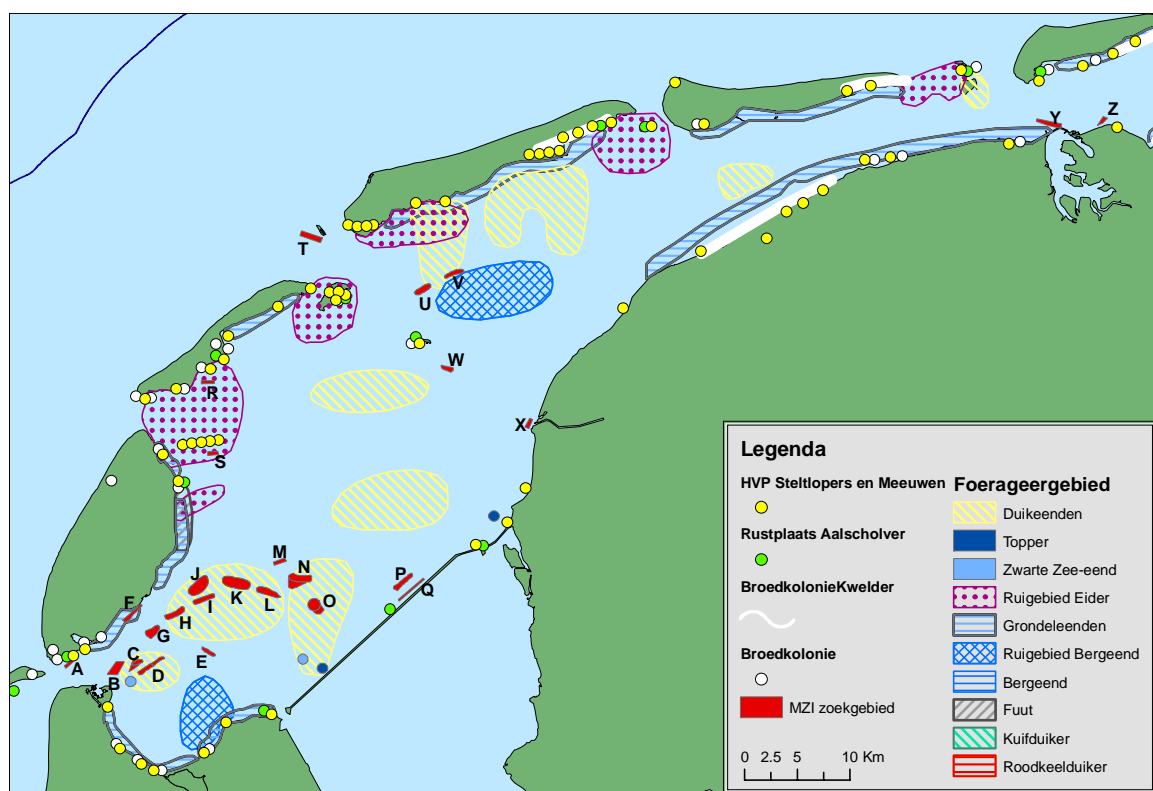 Y
Z
T
V
U
W
R
X
S
M
J
N
P
K
Q
I
L
O
F
H
G
C
E
A
D
B
Legenda
HVP Steltlopers en Meeuwen
Rustplaats Aalscholver
BroedkolonieKwelder
Broedkolonie
MZI zoekgebied
0 2.5 5 10 Km
Foerageergebied
Duikeenden
Topper
Zwarte Zee-eend
Ruigebied Eider
Grondeleenden
Ruigebied Bergeend
Bergeend
Fuut
Kuifduiker
Roodkeelduiker